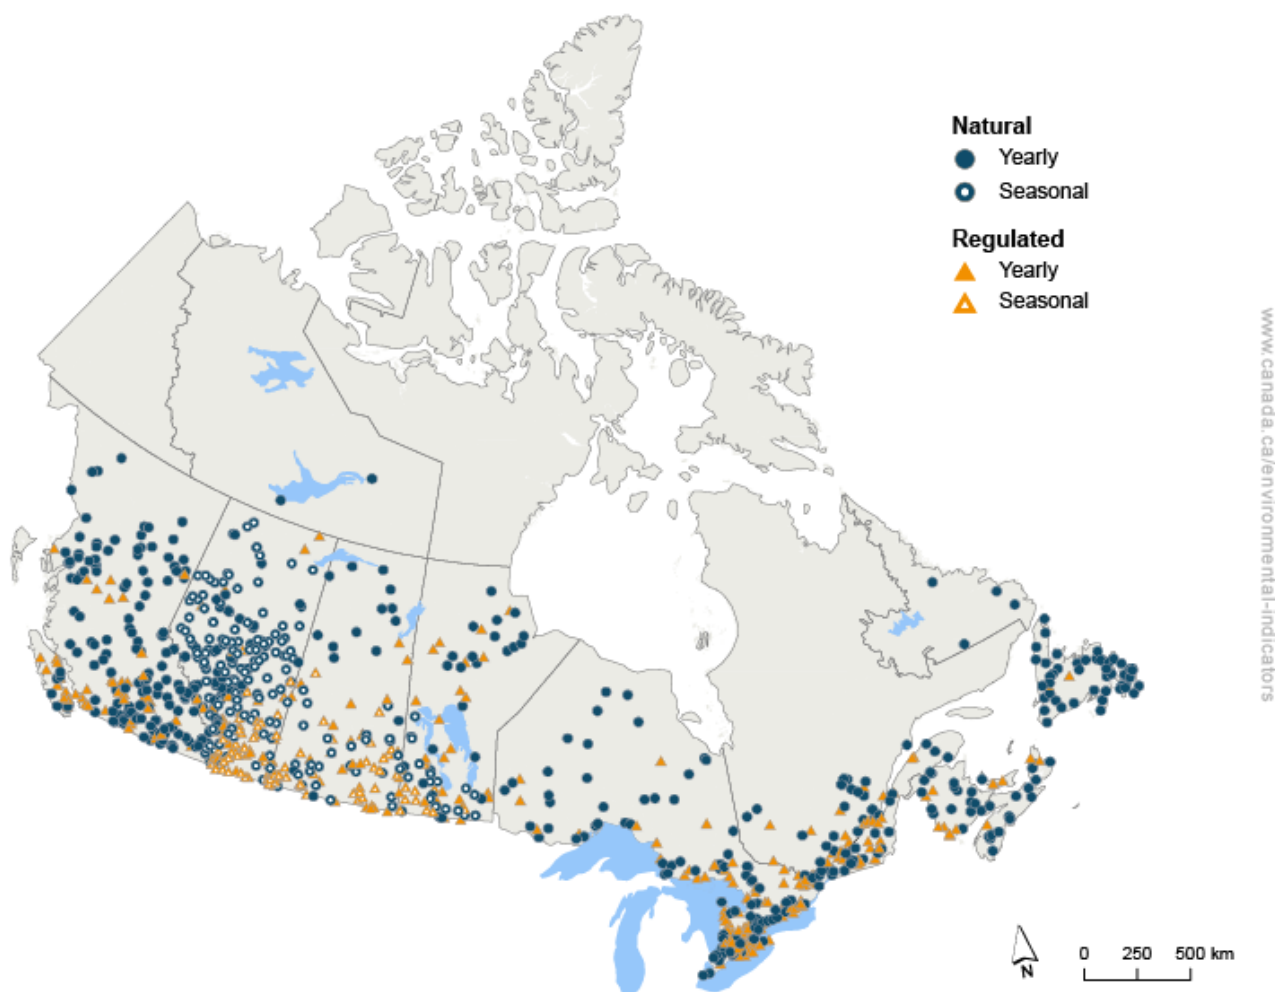 Natural
Yearly
Seasonal
Regulated
Yearly
Seasonal
www.canada.ca/environmental-indicators
N
0 250 500 km